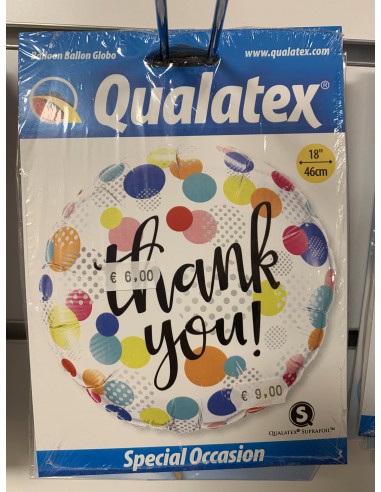 Balloon Ballon Globo
www.qualatex.com
Qualatex®
18"
46cm
thank
€ 6,00
you!
€ 9,00
S
QUALATEX® SUPRAFOIL™
Special Occasion